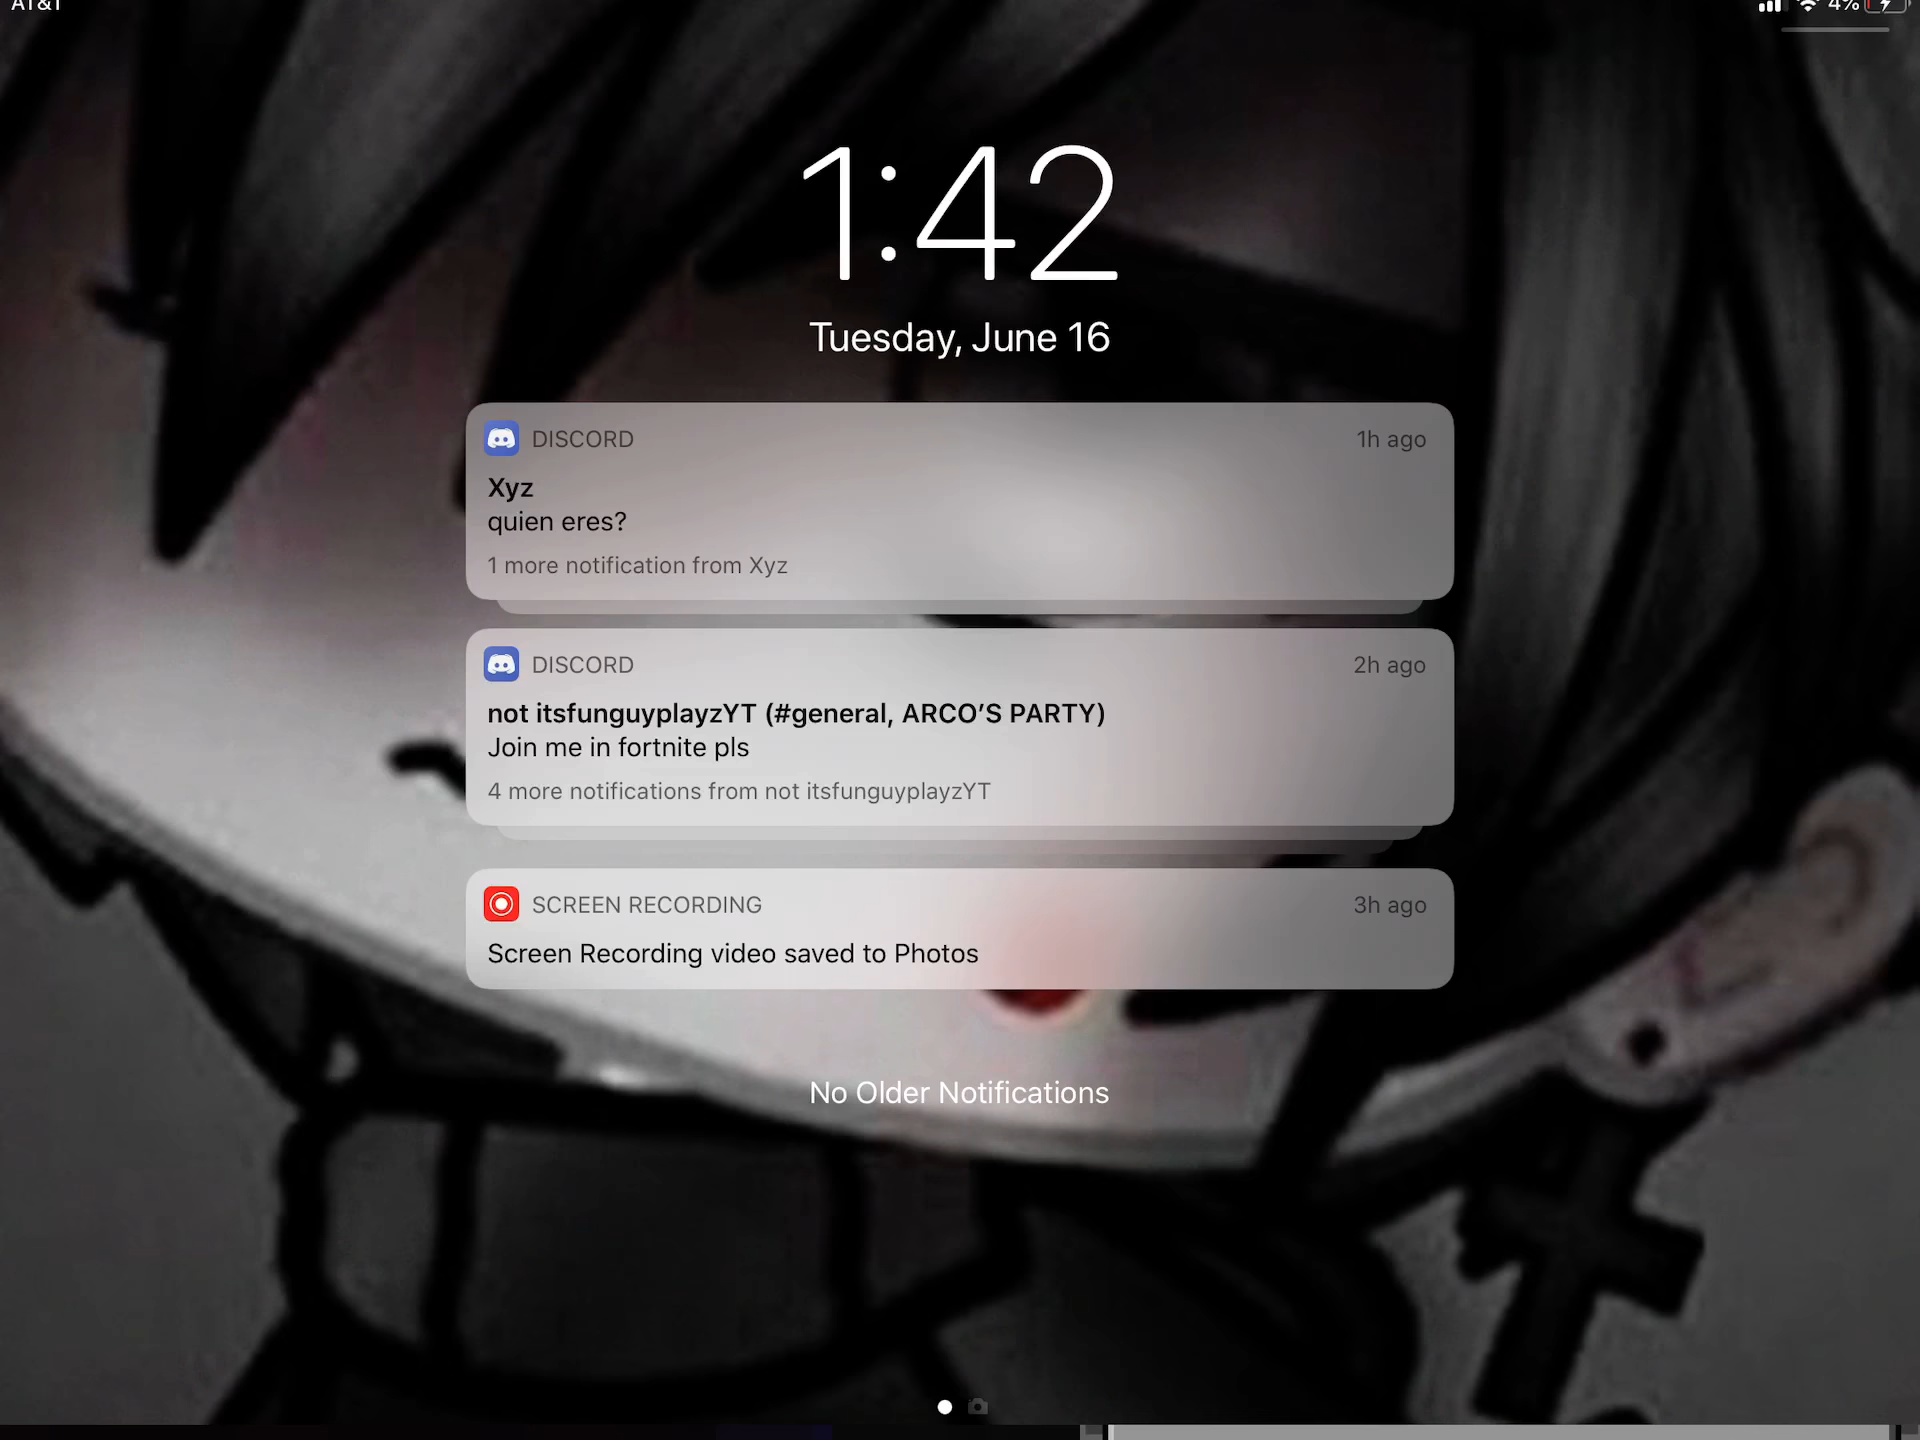 AT&T
4%
1:42
Tuesday, June 16
DISCORD
1h ago
Xyz
quien eres?
1 more notification from Xyz
DISCORD
2h ago
not itsfunguyplayzYT (#general, ARCO’S PARTY)
Join me in fortnite pls
4 more notifications from not itsfunguyplayzYT
SCREEN RECORDING
3h ago
Screen Recording video saved to Photos
No Older Notifications